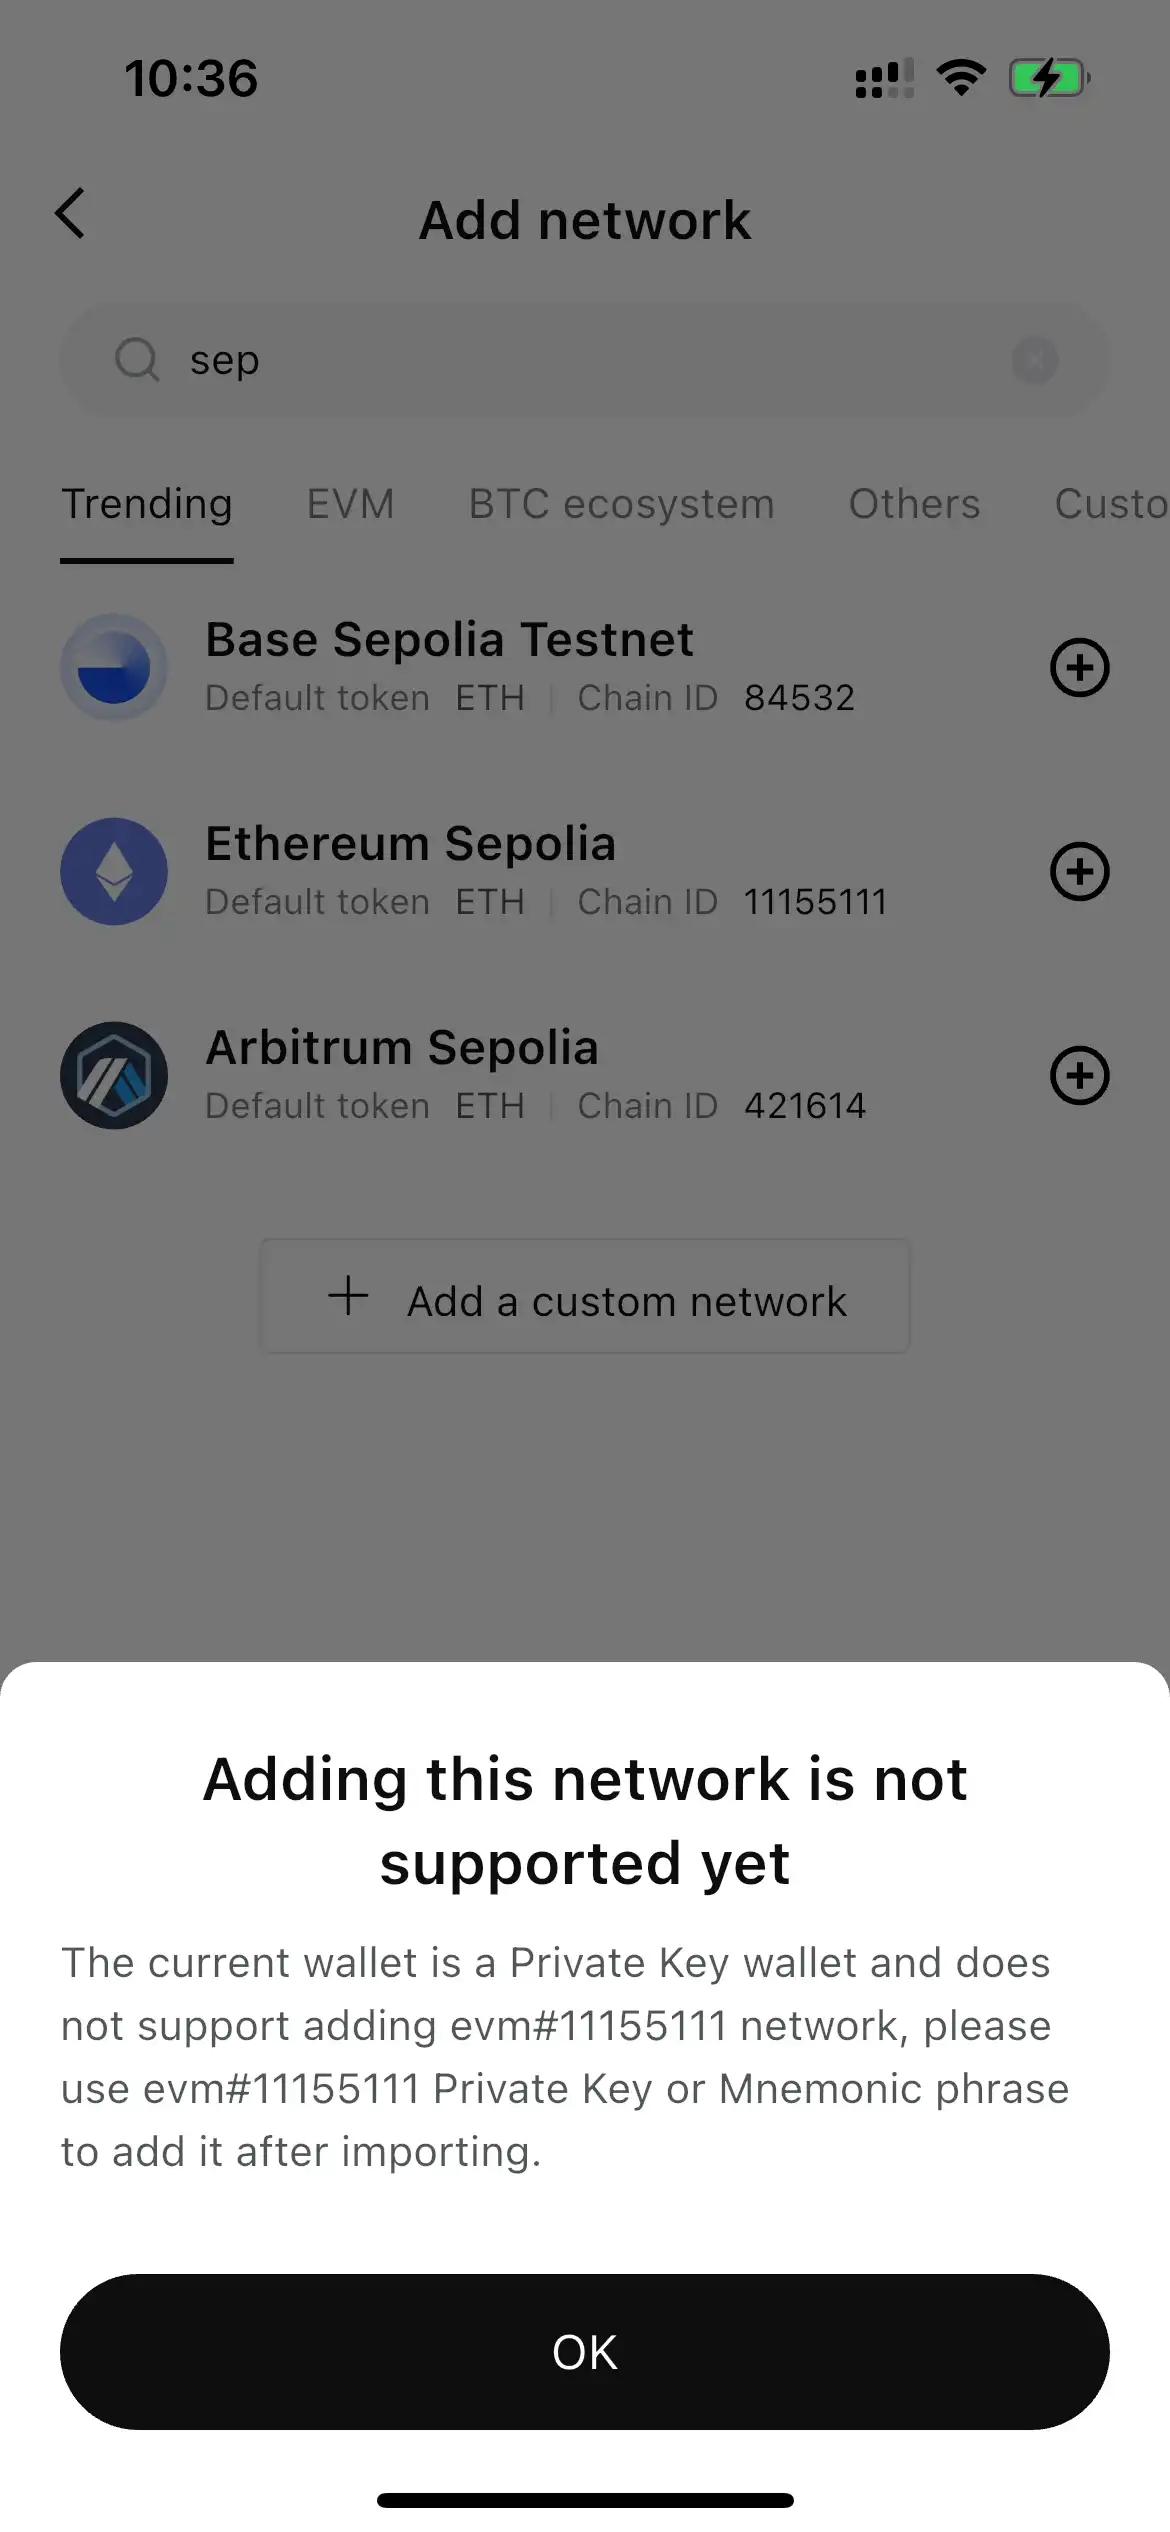 10:36
Add network
sep
Trending EVM BTC ecosystem Others Custo
Base Sepolia Testnet
Default token ETH | Chain ID 84532
Ethereum Sepolia
Default token ETH | Chain ID 11155111
Arbitrum Sepolia
Default token ETH | Chain ID 421614
+ Add a custom network
Adding this network is not
supported yet
The current wallet is a Private Key wallet and does
not support adding evm#11155111 network, please
use evm#11155111 Private Key or Mnemonic phrase
to add it after importing.
OK